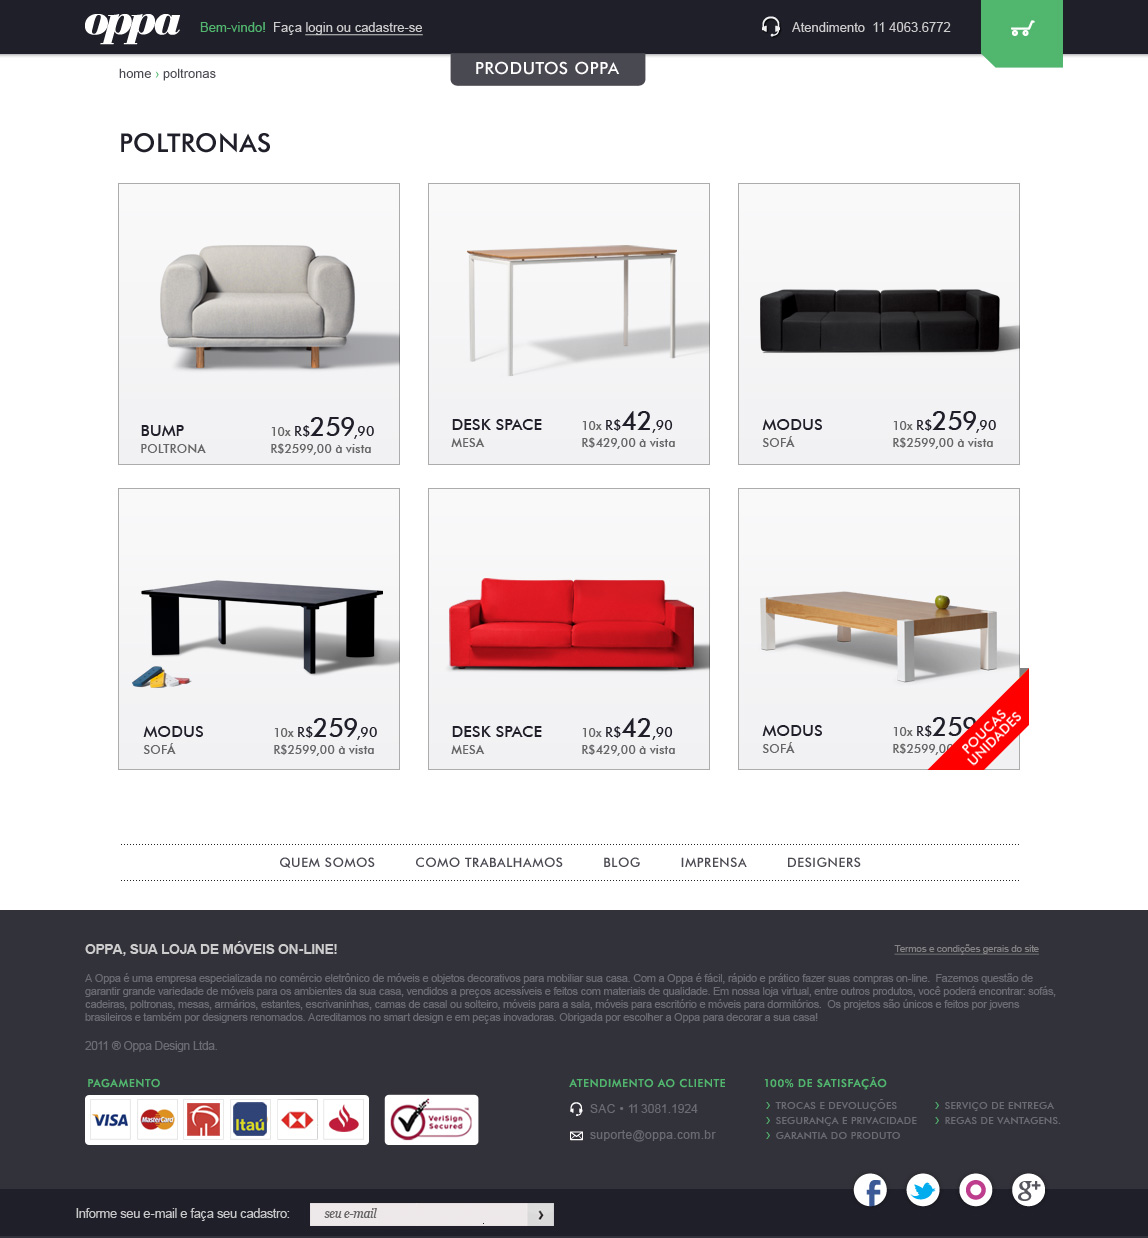 oppa
Bem-vindo! Faça login ou cadastre-se
Atendimento 11 4063.6772
home › poltronas
PRODUTOS OPPA
POLTRONAS
BUMP
POLTRONA
10x R$259,90
R$2599,00 à vista
DESK SPACE
MESA
10x R$42,90
R$429,00 à vista
MODUS
SOFÁ
10x R$259,90
R$2599,00 à vista
MODUS
SOFÁ
10x R$259,90
R$2599,00 à vista
DESK SPACE
MESA
10x R$42,90
R$429,00 à vista
MODUS
SOFÁ
10x R$259
R$2599,00
POUCAS
UNIDADES
QUEM SOMOS COMO TRABALHAMOS BLOG IMPRENSA DESIGNERS
OPPA, SUA LOJA DE MÓVEIS ON-LINE!
Termos e condições gerais do site
A Oppa é uma empresa especializada no comércio eletrônico de móveis e objetos decorativos para mobiliar sua casa. Com a Oppa é fácil, rápido e prático fazer suas compras on-line. Fazemos questão de
garantir grande variedade de móveis para os ambientes da sua casa, vendidos a preços acessíveis e feitos com materiais de qualidade. Em nossa loja virtual, entre outros produtos, você poderá encontrar: sofás,
cadeiras, poltronas, mesas, armários, estantes, escrivaninhas, camas de casal ou solteiro, móveis para a sala, móveis para escritório e móveis para dormitórios. Os projetos são únicos e feitos por jovens
brasileiros e também por designers renomados. Acreditamos no smart design e em peças inovadoras. Obrigada por escolher a Oppa para decorar a sua casa!
2011 ® Oppa Design Ltda.
PAGAMENTO
VISA
MasterCard
Itaú
VeriSign
Secured
ATENDIMENTO AO CLIENTE
SAC • 11 3081.1924
suporte@oppa.com.br
100% DE SATISFAÇÃO
› TROCAS E DEVOLUÇÕES
› SEGURANÇA E PRIVACIDADE
› GARANTIA DO PRODUTO
› SERVIÇO DE ENTREGA
› REGAS DE VANTAGENS.
f
g+
Informe seu e-mail e faça seu cadastro:
seu e-mail
›